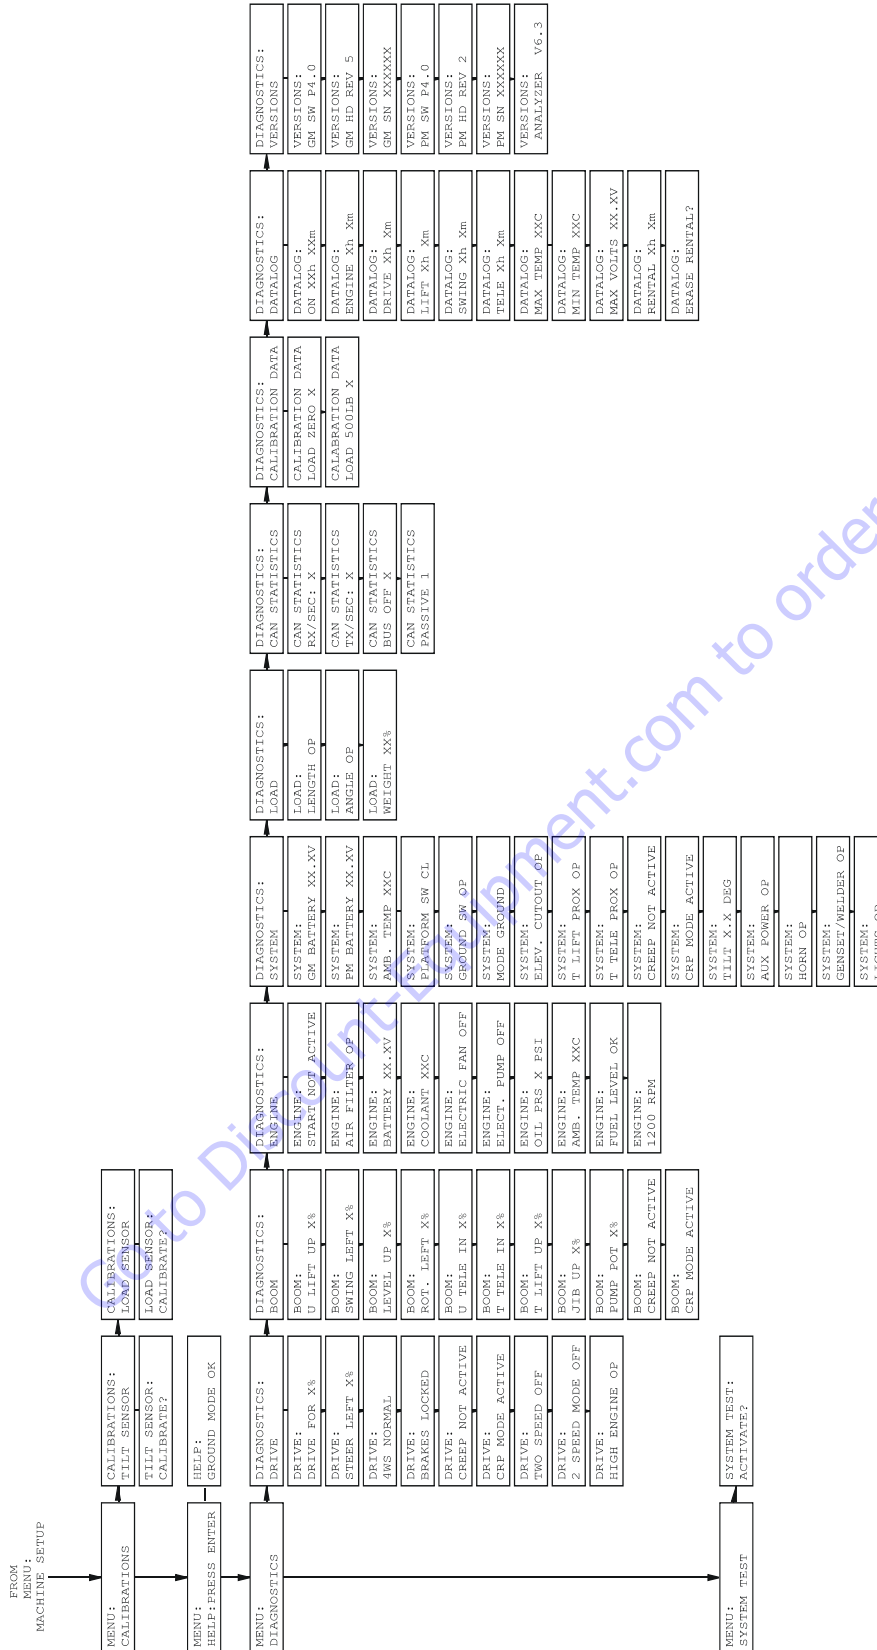 FROM
MENU:
MACHINE SETUP
MENU:
CALIBRATIONS
CALIBRATIONS:
TILT SENSOR
TILT SENSOR:
CALIBRATE?
CALIBRATIONS:
LOAD SENSOR
LOAD SENSOR:
CALIBRATE?
MENU:
HELP:PRESS ENTER
HELP:
GROUND MODE OK
MENU:
DIAGNOSTICS
DIAGNOSTICS:
DRIVE
DRIVE:
DRIVE FOR X%
DRIVE:
STEER LEFT X%
DRIVE:
4WS NORMAL
DRIVE:
BRAKES LOCKED
DRIVE:
CREEP NOT ACTIVE
DRIVE:
CRP MODE ACTIVE
DRIVE:
TWO SPEED OFF
DRIVE:
2 SPEED MODE OFF
DRIVE:
HIGH ENGINE OP
DIAGNOSTICS:
BOOM
BOOM:
U LIFT UP X%
BOOM:
SWING LEFT X%
BOOM:
LEVEL UP X%
BOOM:
ROT. LEFT X%
BOOM:
U TELE IN X%
BOOM:
T TELE IN X%
BOOM:
T LIFT UP X%
BOOM:
JIB UP X%
BOOM:
PUMP POT X%
BOOM:
CREEP NOT ACTIVE
BOOM:
CRP MODE ACTIVE
DIAGNOSTICS:
ENGINE
ENGINE:
START NOT ACTIVE
ENGINE:
AIR FILTER OP
ENGINE:
BATTERY XX.XV
ENGINE:
COOLANT XXC
ENGINE:
ELECTRIC FAN OFF
ENGINE:
ELECT. PUMP OFF
ENGINE:
OIL PRS X PSI
ENGINE:
AMB. TEMP XXC
ENGINE:
FUEL LEVEL OK
ENGINE:
1200 RPM
DIAGNOSTICS:
SYSTEM
SYSTEM:
GM BATTERY XX.XV
SYSTEM:
PM BATTERY XX.XV
SYSTEM:
AMB. TEMP XXC
SYSTEM:
PLATFORM SW CL
SYSTEM:
GROUND SW OP
SYSTEM:
MODE GROUND
SYSTEM:
ELEV. CUTOUT OP
SYSTEM:
T LIFT PROX OP
SYSTEM:
T TELE PROX OP
SYSTEM:
CREEP NOT ACTIVE
SYSTEM:
CRP MODE ACTIVE
SYSTEM:
TILT X.X DEG
SYSTEM:
AUX POWER OP
SYSTEM:
HORN OP
SYSTEM:
GENSET/WELDER OP
SYSTEM:
LIGHTS OP
DIAGNOSTICS:
LOAD
LOAD:
LENGTH OP
LOAD:
ANGLE OP
LOAD:
WEIGHT XX%
DIAGNOSTICS:
CAN STATISTICS
CAN STATISTICS
RX/SEC: X
CAN STATISTICS
TX/SEC: X
CAN STATISTICS
BUS OFF X
CAN STATISTICS
PASSIVE 1
DIAGNOSTICS:
CALIBRATION DATA
CALIBRATION DATA
LOAD ZERO X
CALABRATION DATA
LOAD 500LB X
DIAGNOSTICS:
DATALOG
DATALOG:
ON XXh XXm
DATALOG:
ENGINE Xh Xm
DATALOG:
DRIVE Xh Xm
DATALOG:
LIFT Xh Xm
DATALOG:
SWING Xh Xm
DATALOG:
TELE Xh Xm
DATALOG:
MAX TEMP XXC
DATALOG:
MIN TEMP XXC
DATALOG:
MAX VOLTS XX.XV
DATALOG:
RENTAL Xh Xm
DATALOG:
ERASE RENTAL?
DIAGNOSTICS:
VERSIONS
VERSIONS:
GM SW P4.0
VERSIONS:
GM HD REV 5
VERSIONS:
GM SN XXXXXX
VERSIONS:
PM SW P4.0
VERSIONS:
PM HD REV 2
VERSIONS:
PM SN XXXXXX
VERSIONS:
ANALYZER V6.3
MENU:
SYSTEM TEST
SYSTEM TEST:
ACTIVATE?
Go to Discount-Equipment.com to order